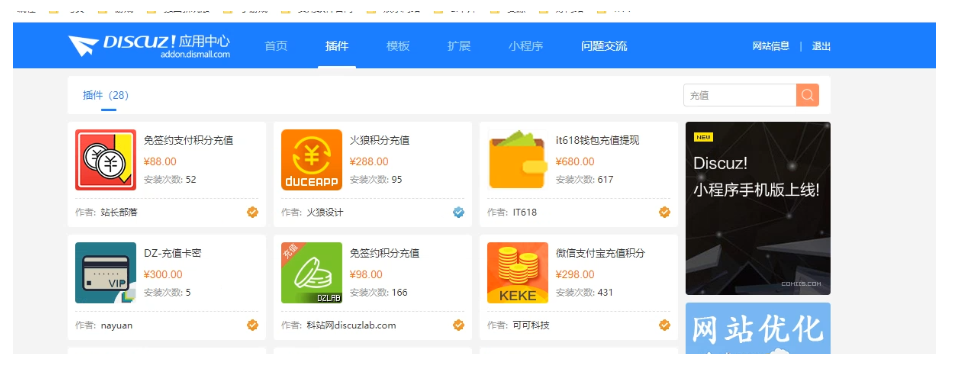 DISCUZ! 应用中心
addon.dismall.com
首页 插件 模板 扩展 小程序 问题交流 网站信息 | 退出
插件 (28)
充值
免签约支付积分充值
¥88.00
安装次数: 52
作者: 站长部落
duceapp
火狼积分充值
¥288.00
安装次数: 95
作者: 火狼设计
it618钱包充值提现
¥680.00
安装次数: 617
作者: IT618
NEW
Discuz!
小程序手机版上线!
VIP
DZ-充值卡密
¥300.00
安装次数: 5
作者: nayuan
充值
DZLAB
免签约积分充值
¥98.00
安装次数: 166
作者: 科站网discuzlab.com
KEKE
微信支付宝充值积分
¥298.00
安装次数: 431
作者: 可可科技
网站优化